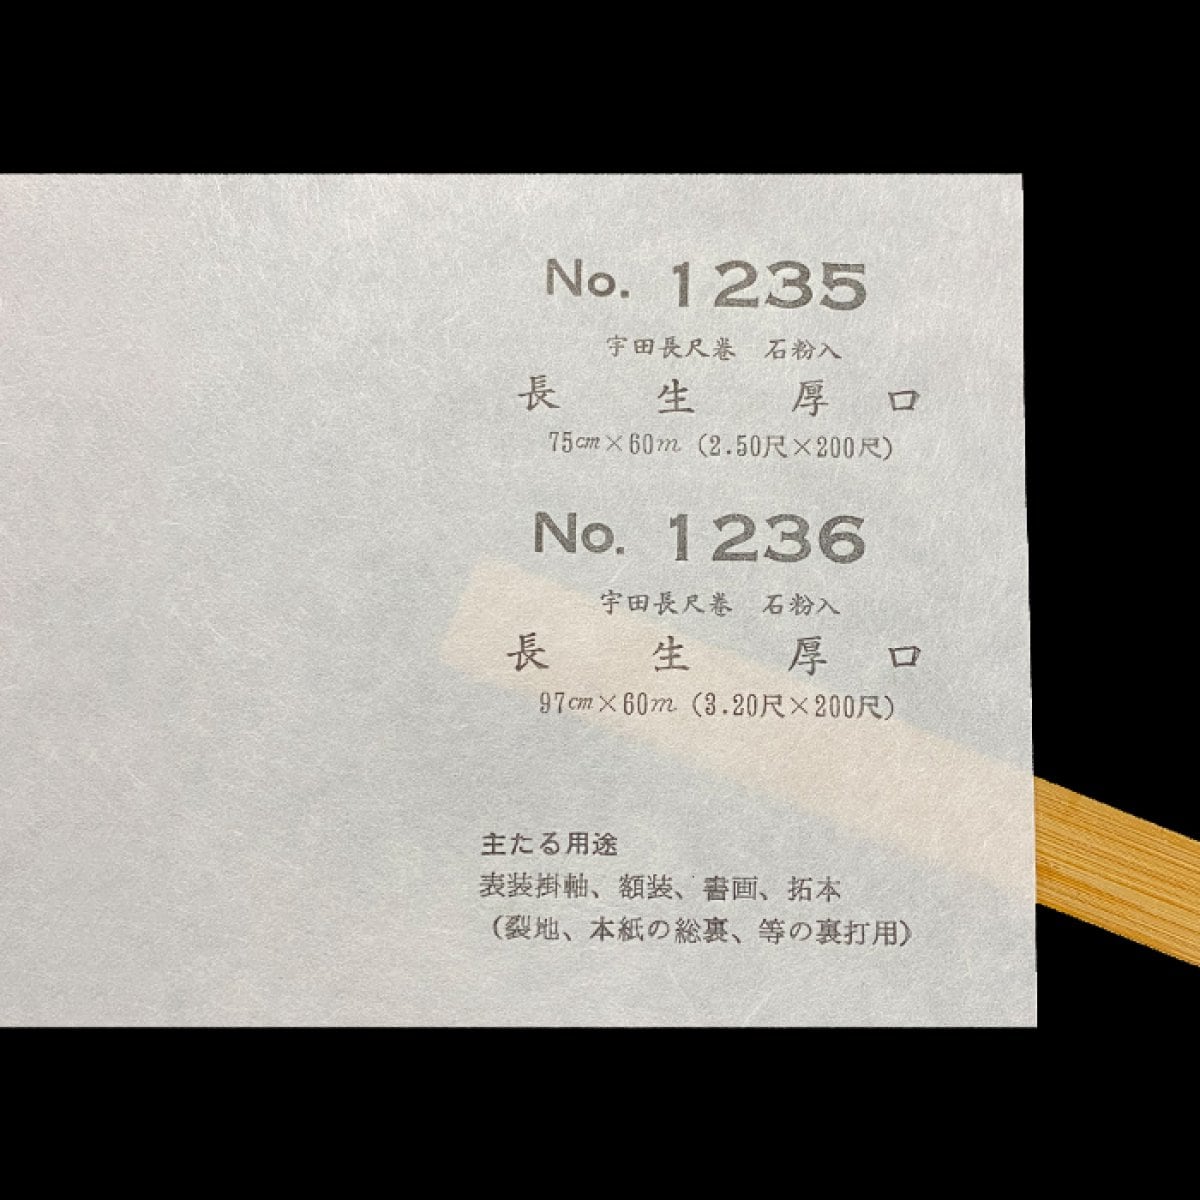 No. 1235
宇田長尺巻　石粉入
長生厚口
75cm×60m (2.50尺×200尺)
No. 1236
宇田長尺巻　石粉入
長生厚口
97cm×60m (3.20尺×200尺)
主たる用途
表装掛軸、額装、書画、拓本
（裂地、本紙の総裏、等の裏打用）